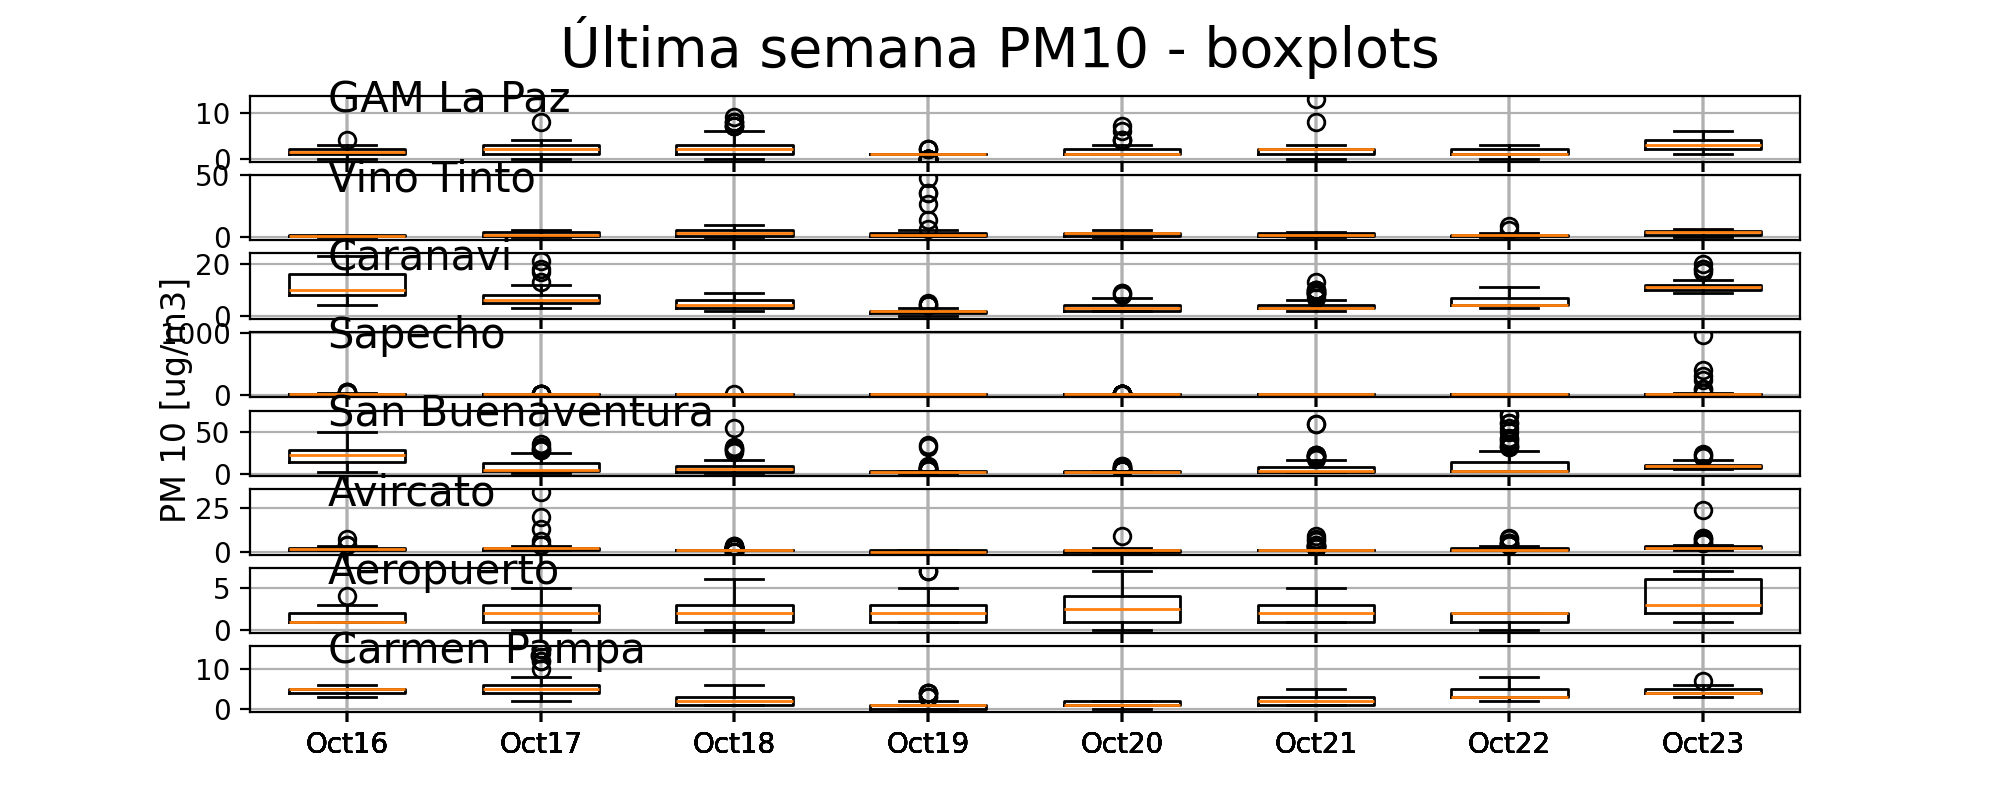 Última semana PM10 - boxplots
GAM La Paz
10
0
Vino Tinto
50
0
Caranavi
20
0
Sapecho
1000
0
San Buenaventura
50
0
Avircato
25
0
Aeropuerto
5
0
Carmen Pampa
10
0
PM 10 [ug/m3]
Oct16 Oct17 Oct18 Oct19 Oct20 Oct21 Oct22 Oct23